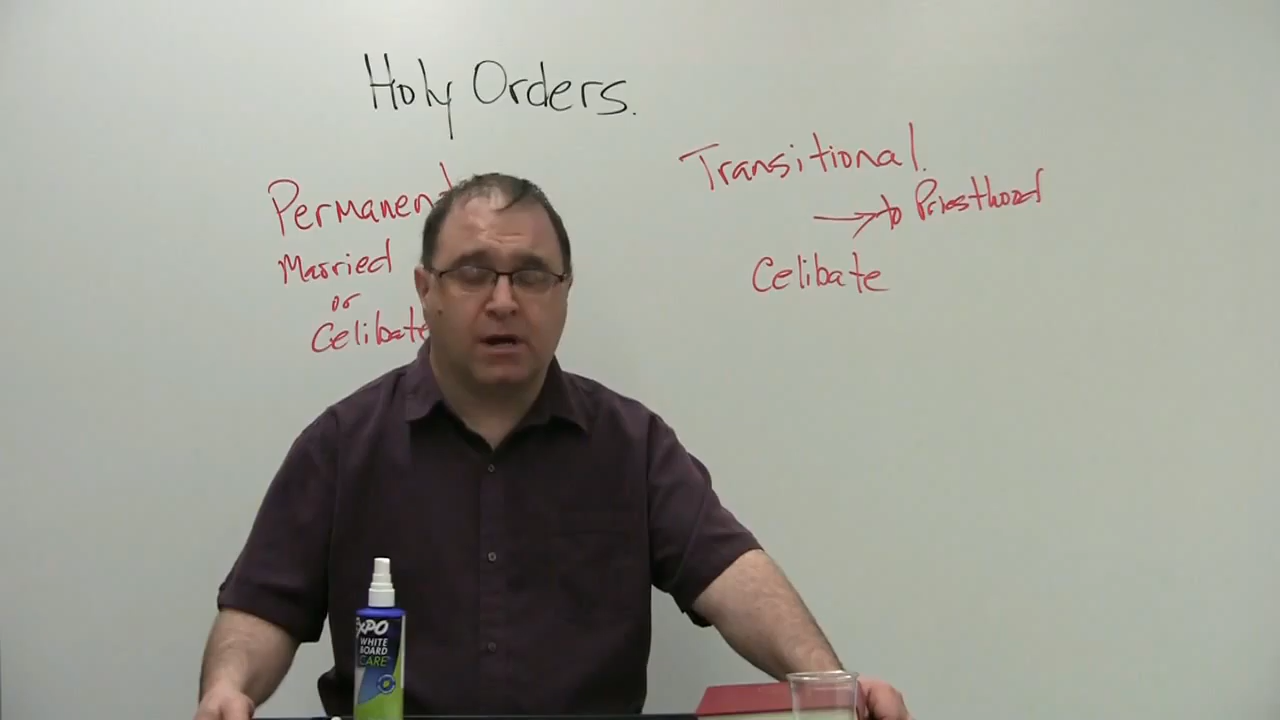 Holy Orders.
Permanent
Married
or
Celibate
Transitional.
→ to Priesthood
Celibate
EXPO
WHITE
BOARD
CARE